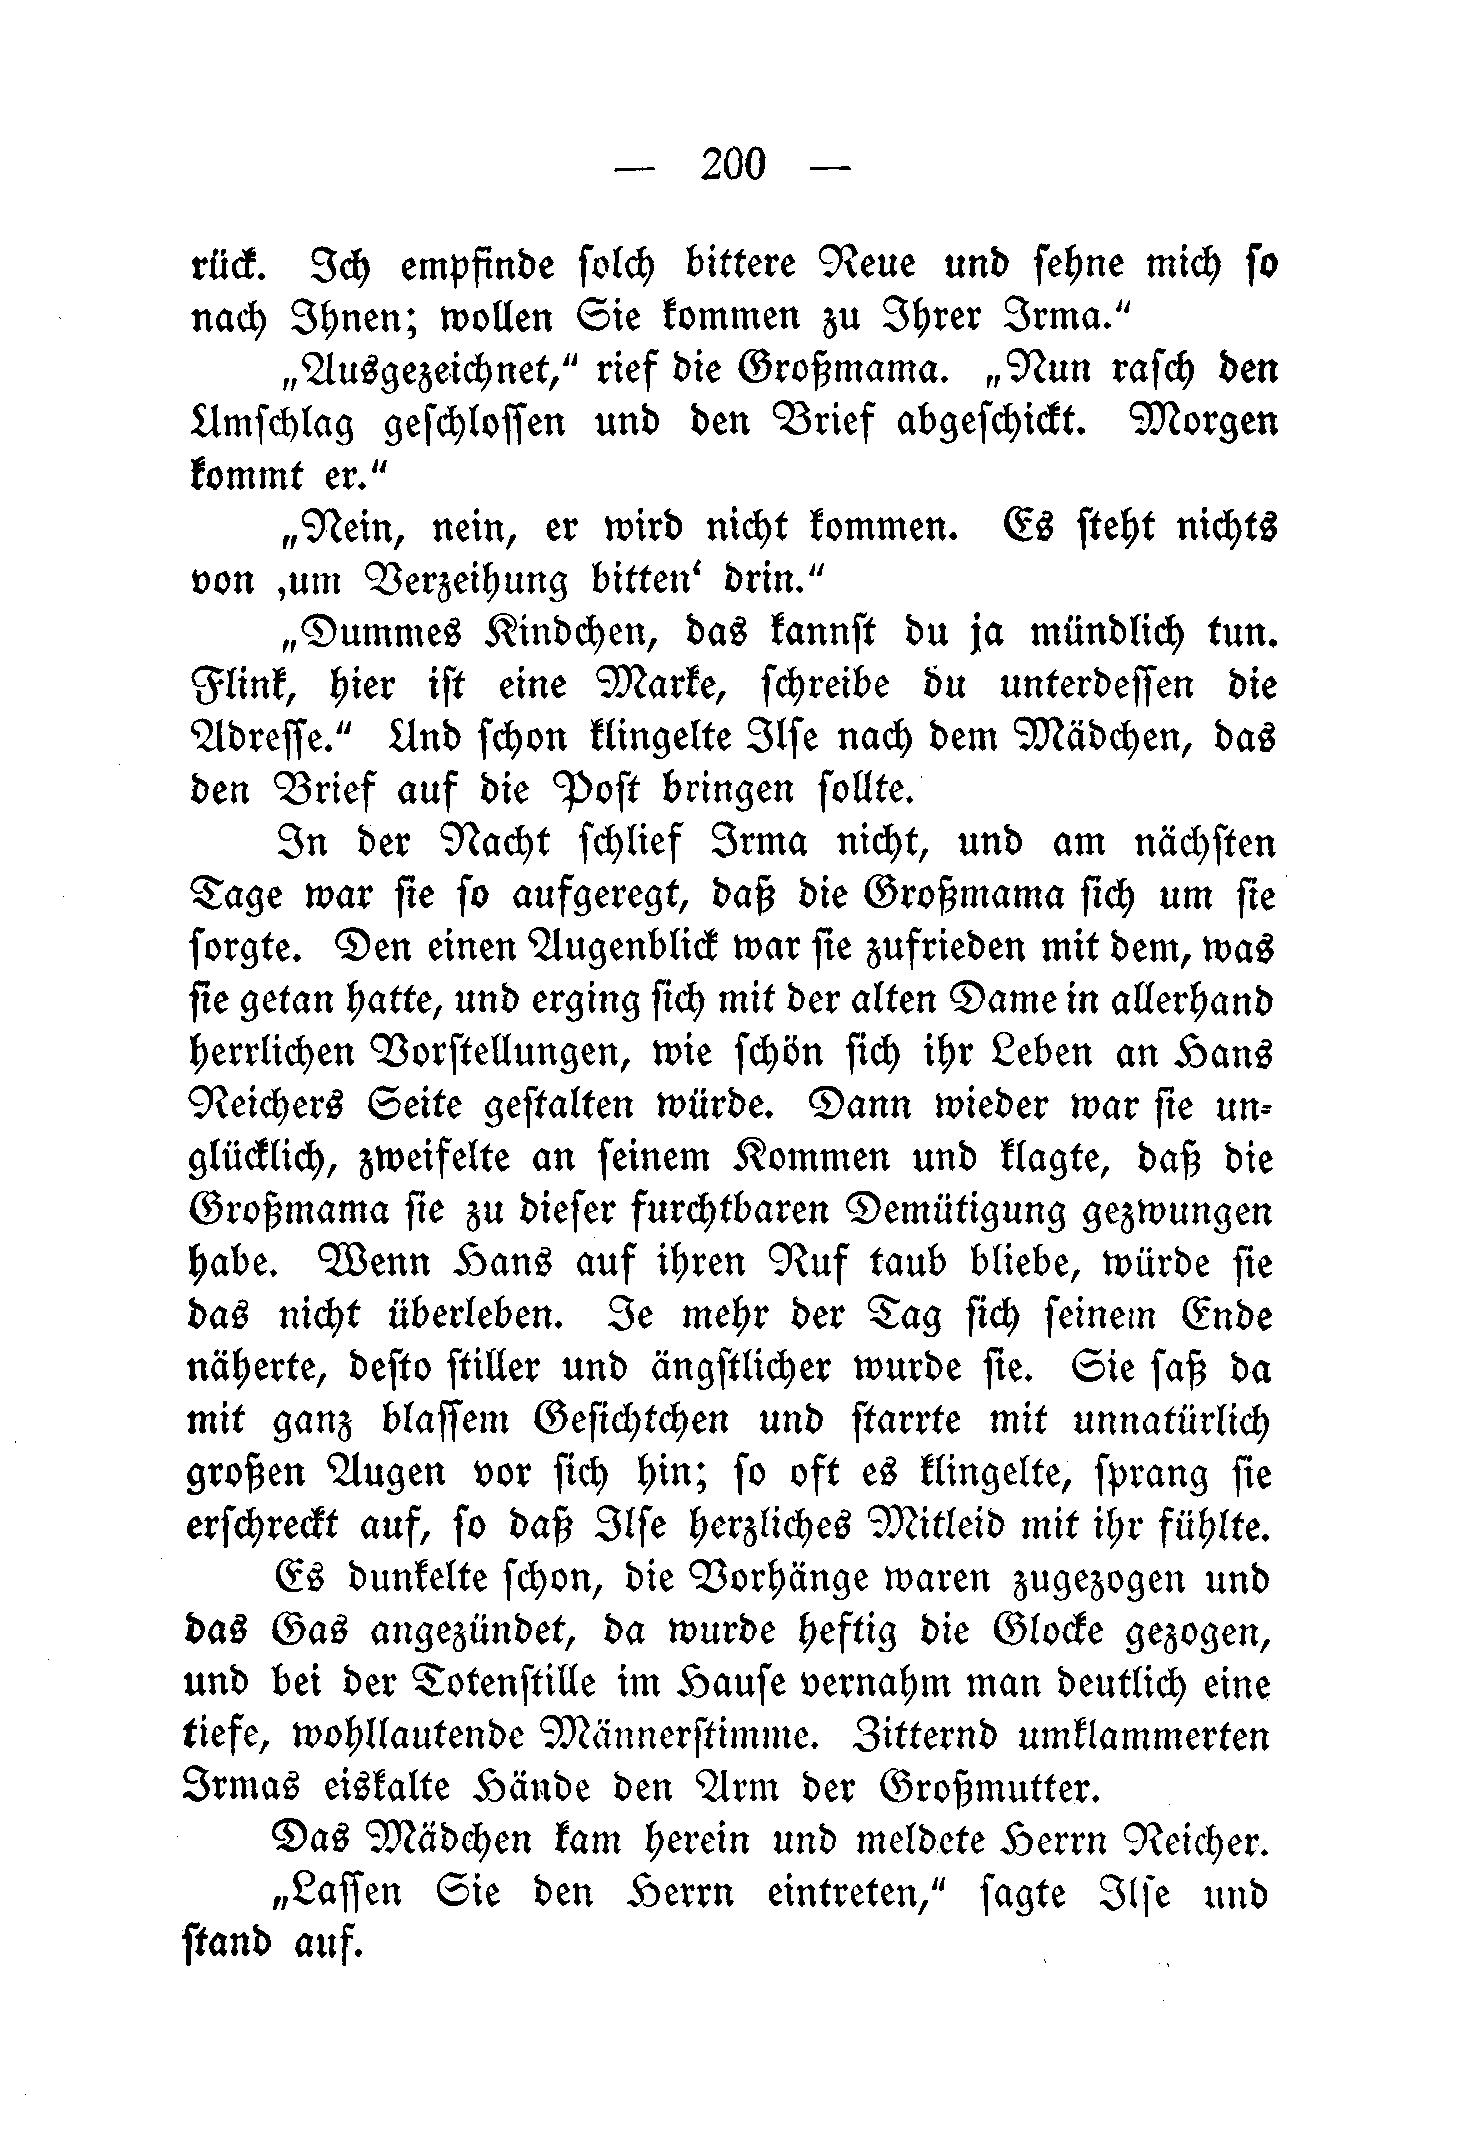 — 200 —
rück. Ich empfinde solch bittere Reue und sehne mich so
nach Ihnen; wollen Sie kommen zu Ihrer Irma.“
„Ausgezeichnet,“ rief die Großmama. „Nun rasch den
Umschlag geschlossen und den Brief abgeschickt. Morgen
kommt er.“
„Nein, nein, er wird nicht kommen. Es steht nichts
von ‚um Verzeihung bitten‘ drin.“
„Dummes Kindchen, das kannst du ja mündlich tun.
Flink, hier ist eine Marke, schreibe du unterdessen die
Adresse.“ Und schon klingelte Ilse nach dem Mädchen, das
den Brief auf die Post bringen sollte.
In der Nacht schlief Irma nicht, und am nächsten
Tage war sie so aufgeregt, daß die Großmama sich um sie
sorgte. Den einen Augenblick war sie zufrieden mit dem, was
sie getan hatte, und erging sich mit der alten Dame in allerhand
herrlichen Vorstellungen, wie schön sich ihr Leben an Hans
Reichers Seite gestalten würde. Dann wieder war sie un-
glücklich, zweifelte an seinem Kommen und klagte, daß die
Großmama sie zu dieser furchtbaren Demütigung gezwungen
habe. Wenn Hans auf ihren Ruf taub bliebe, würde sie
das nicht überleben. Je mehr der Tag sich seinem Ende
näherte, desto stiller und ängstlicher wurde sie. Sie saß da
mit ganz blassem Gesichtchen und starrte mit unnatürlich
großen Augen vor sich hin; so oft es klingelte, sprang sie
erschreckt auf, so daß Ilse herzliches Mitleid mit ihr fühlte.
Es dunkelte schon, die Vorhänge waren zugezogen und
das Gas angezündet, da wurde heftig die Glocke gezogen,
und bei der Totenstille im Hause vernahm man deutlich eine
tiefe, wohllautende Männerstimme. Zitternd umklammerten
Irmas eiskalte Hände den Arm der Großmutter.
Das Mädchen kam herein und meldete Herrn Reicher.
„Lassen Sie den Herrn eintreten,“ sagte Ilse und
stand auf.